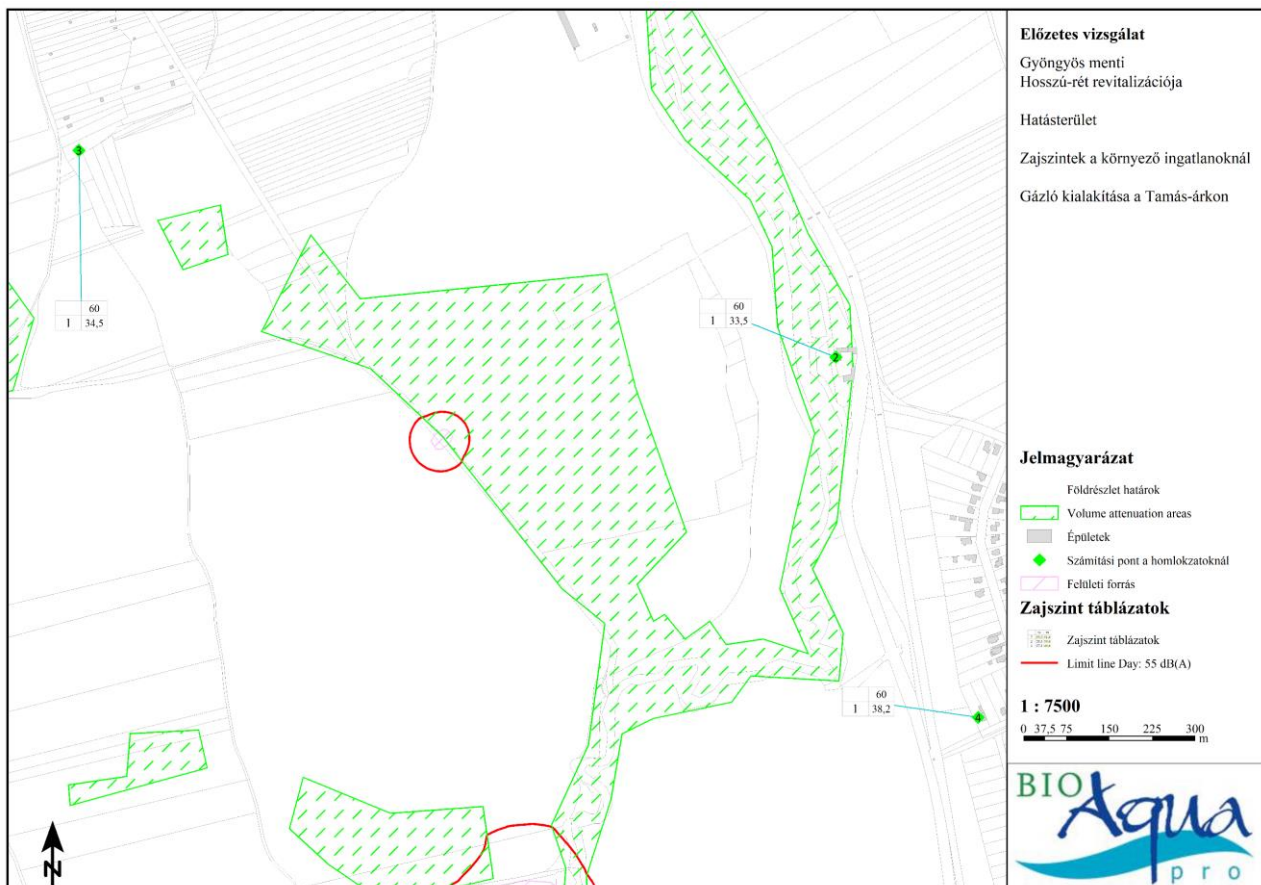 Előzetes vizsgálat
Gyöngyös menti
Hosszú-rét revitalizációja
Hatásterület
Zajszintek a környező ingatlanoknál
Gázló kialakítása a Tamás-árkon
3
60
1 34,5
60
1 33,5
2
60
1 38,2
4
N
Jelmagyarázat
Földrészlet határok
Volume attenuation areas
Épületek
Számítási pont a homlokzatoknál
Felületi forrás
Zajszint táblázatok
Zajszint táblázatok
Limit line Day: 55 dB(A)
1 : 7500
0 37,5 75 150 225 300
m
BIO
Aqua
pro